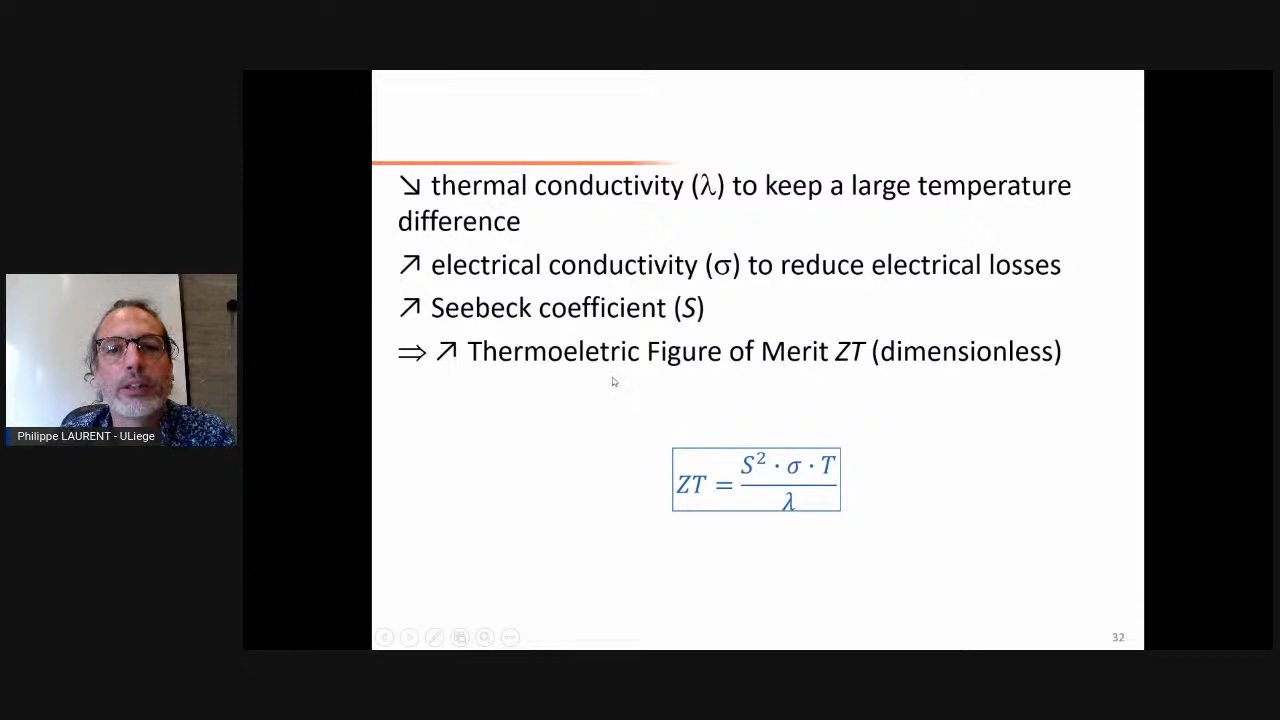 ↘ thermal conductivity (λ) to keep a large temperature
difference
↗ electrical conductivity (σ) to reduce electrical losses
↗ Seebeck coefficient (S)
⇒ ↗ Thermoeletric Figure of Merit ZT (dimensionless)
Philippe LAURENT - ULiege
ZT = S² · σ · T / λ
32